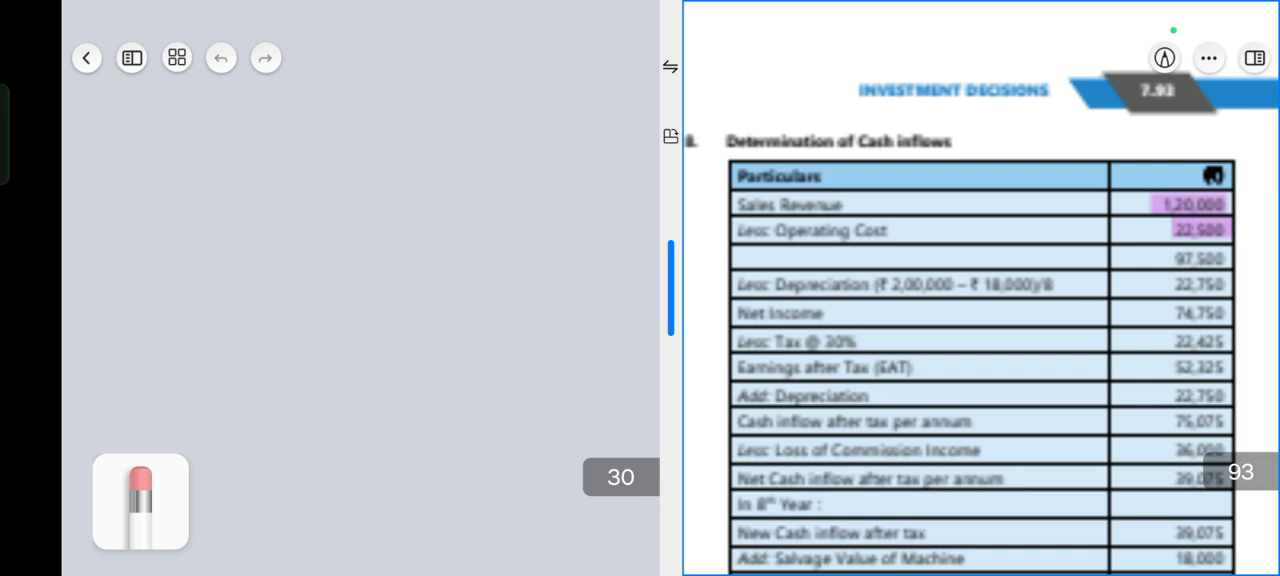 INVESTMENT DECISIONS 7.93
B. Determination of Cash inflows
Particulars (₹)
Sales Revenue 1,20,000
Less: Operating Cost 22,500
97,500
Less: Depreciation (₹ 2,00,000 – ₹ 18,000)/8 22,750
Net Income 74,750
Less: Tax @ 30% 22,425
Earnings after Tax (EAT) 52,325
Add: Depreciation 22,750
Cash inflow after tax per annum 75,075
Less: Loss of Commission Income 36,000
Net Cash inflow after tax per annum 39,075
In 8th Year :
New Cash inflow after tax 39,075
Add: Salvage Value of Machine 18,000
30
93